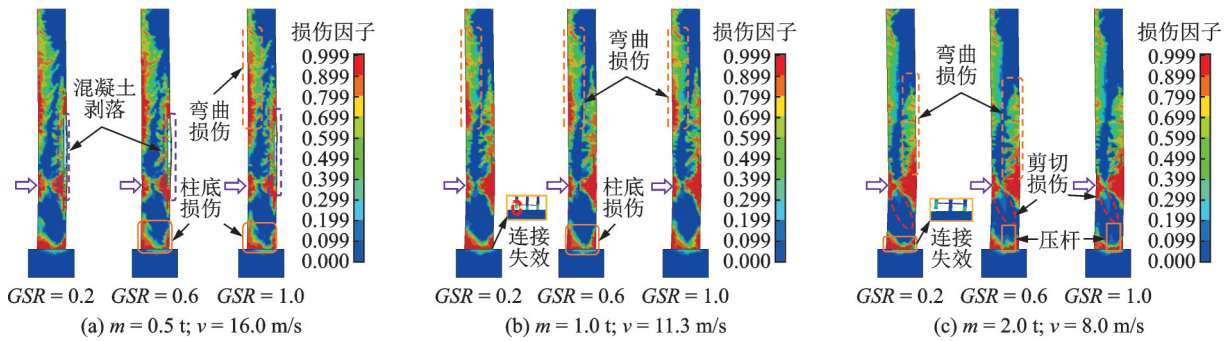 损伤因子
0.999
0.899
0.799
0.699
0.599
0.499
0.399
0.299
0.199
0.099
0.000
混凝土
剥落
弯曲
损伤
柱底
损伤
GSR = 0.2
GSR = 0.6
GSR = 1.0
(a) m = 0.5 t; v = 16.0 m/s
损伤因子
0.999
0.899
0.799
0.699
0.599
0.499
0.399
0.299
0.199
0.099
0.000
弯曲
损伤
柱底
损伤
连接
失效
GSR = 0.2
GSR = 0.6
GSR = 1.0
(b) m = 1.0 t; v = 11.3 m/s
损伤因子
0.999
0.899
0.799
0.699
0.599
0.499
0.399
0.299
0.199
0.099
0.000
弯曲
损伤
剪切
损伤
连接
失效
压杆
GSR = 0.2
GSR = 0.6
GSR = 1.0
(c) m = 2.0 t; v = 8.0 m/s